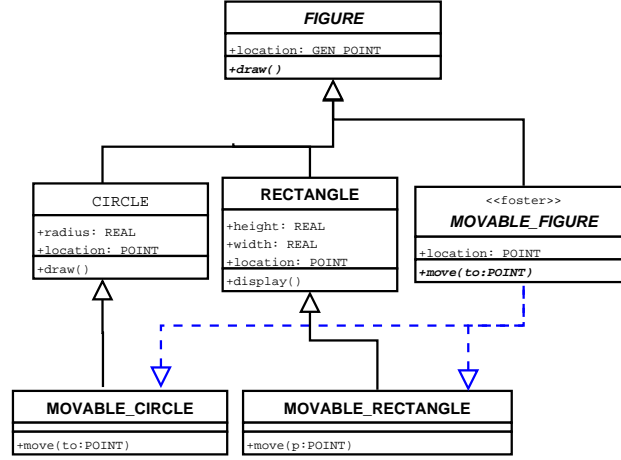 FIGURE
+location: GEN_POINT
+draw()
CIRCLE
+radius: REAL
+location: POINT
+draw()
RECTANGLE
+height: REAL
+width: REAL
+location: POINT
+display()
<<foster>>
MOVABLE_FIGURE
+location: POINT
+move(to:POINT)
MOVABLE_CIRCLE
+move(to:POINT)
MOVABLE_RECTANGLE
+move(p:POINT)